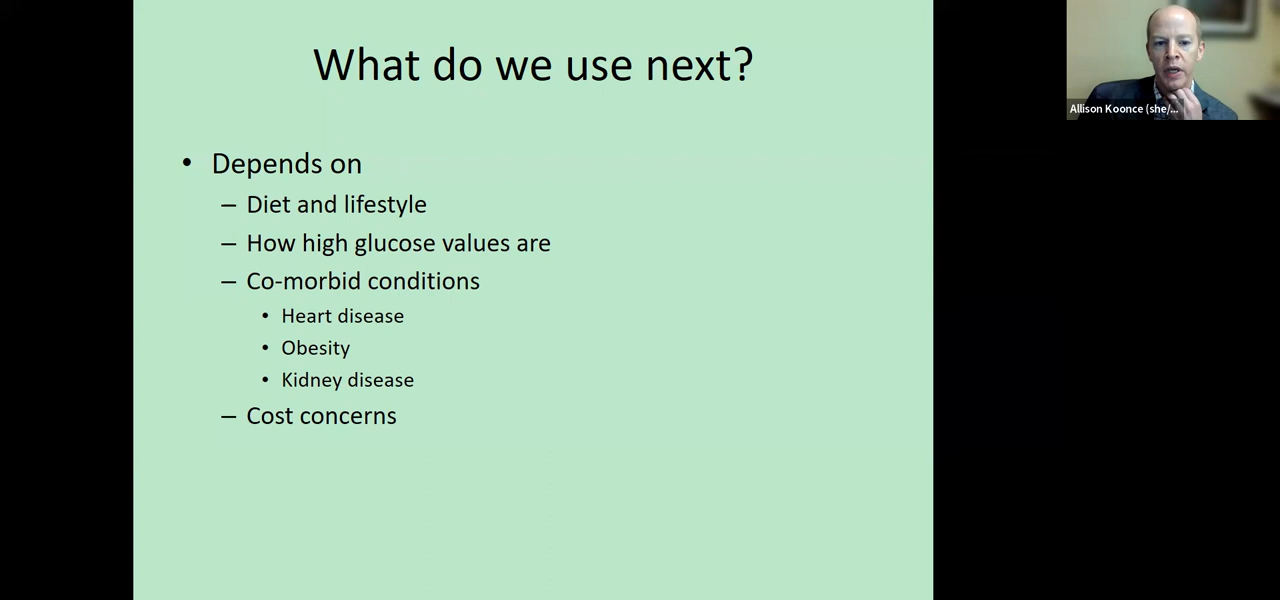 What do we use next?
• Depends on
– Diet and lifestyle
– How high glucose values are
– Co-morbid conditions
• Heart disease
• Obesity
• Kidney disease
– Cost concerns
Allison Koonce (she/...